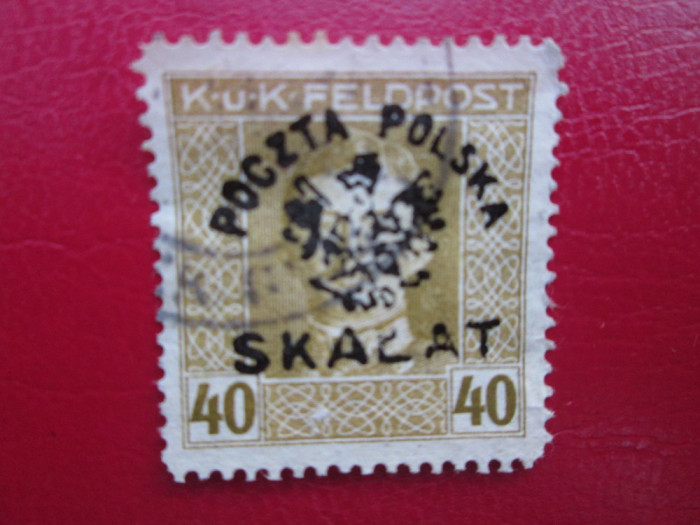 K·u·K·FELDPOST
POCZTA POLSKA
SKAŁAT
40 40